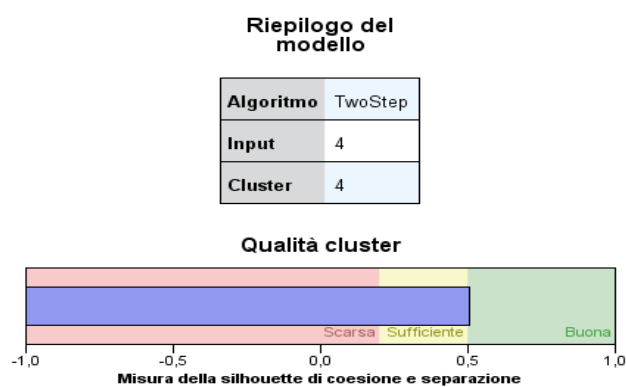 Riepilogo del
modello
Algoritmo TwoStep
Input 4
Cluster 4
Qualità cluster
Scarsa Sufficiente Buona
-1,0 -0,5 0,0 0,5 1,0
Misura della silhouette di coesione e separazione